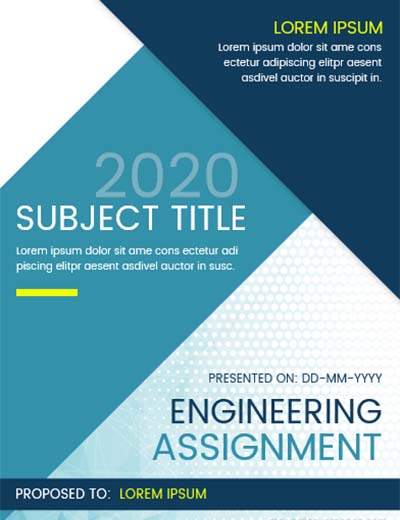 LOREM IPSUM
Lorem ipsum dolor sit ame cons
ectetur adipiscing elitpr aesent
asdivel auctor in suscipit in.
2020
SUBJECT TITLE
Lorem ipsum dolor sit am cons ectetur adi
piscing elitpr aesent asdivel auctor in susc.
PRESENTED ON: DD-MM-YYYY
ENGINEERING
ASSIGNMENT
PROPOSED TO: LOREM IPSUM